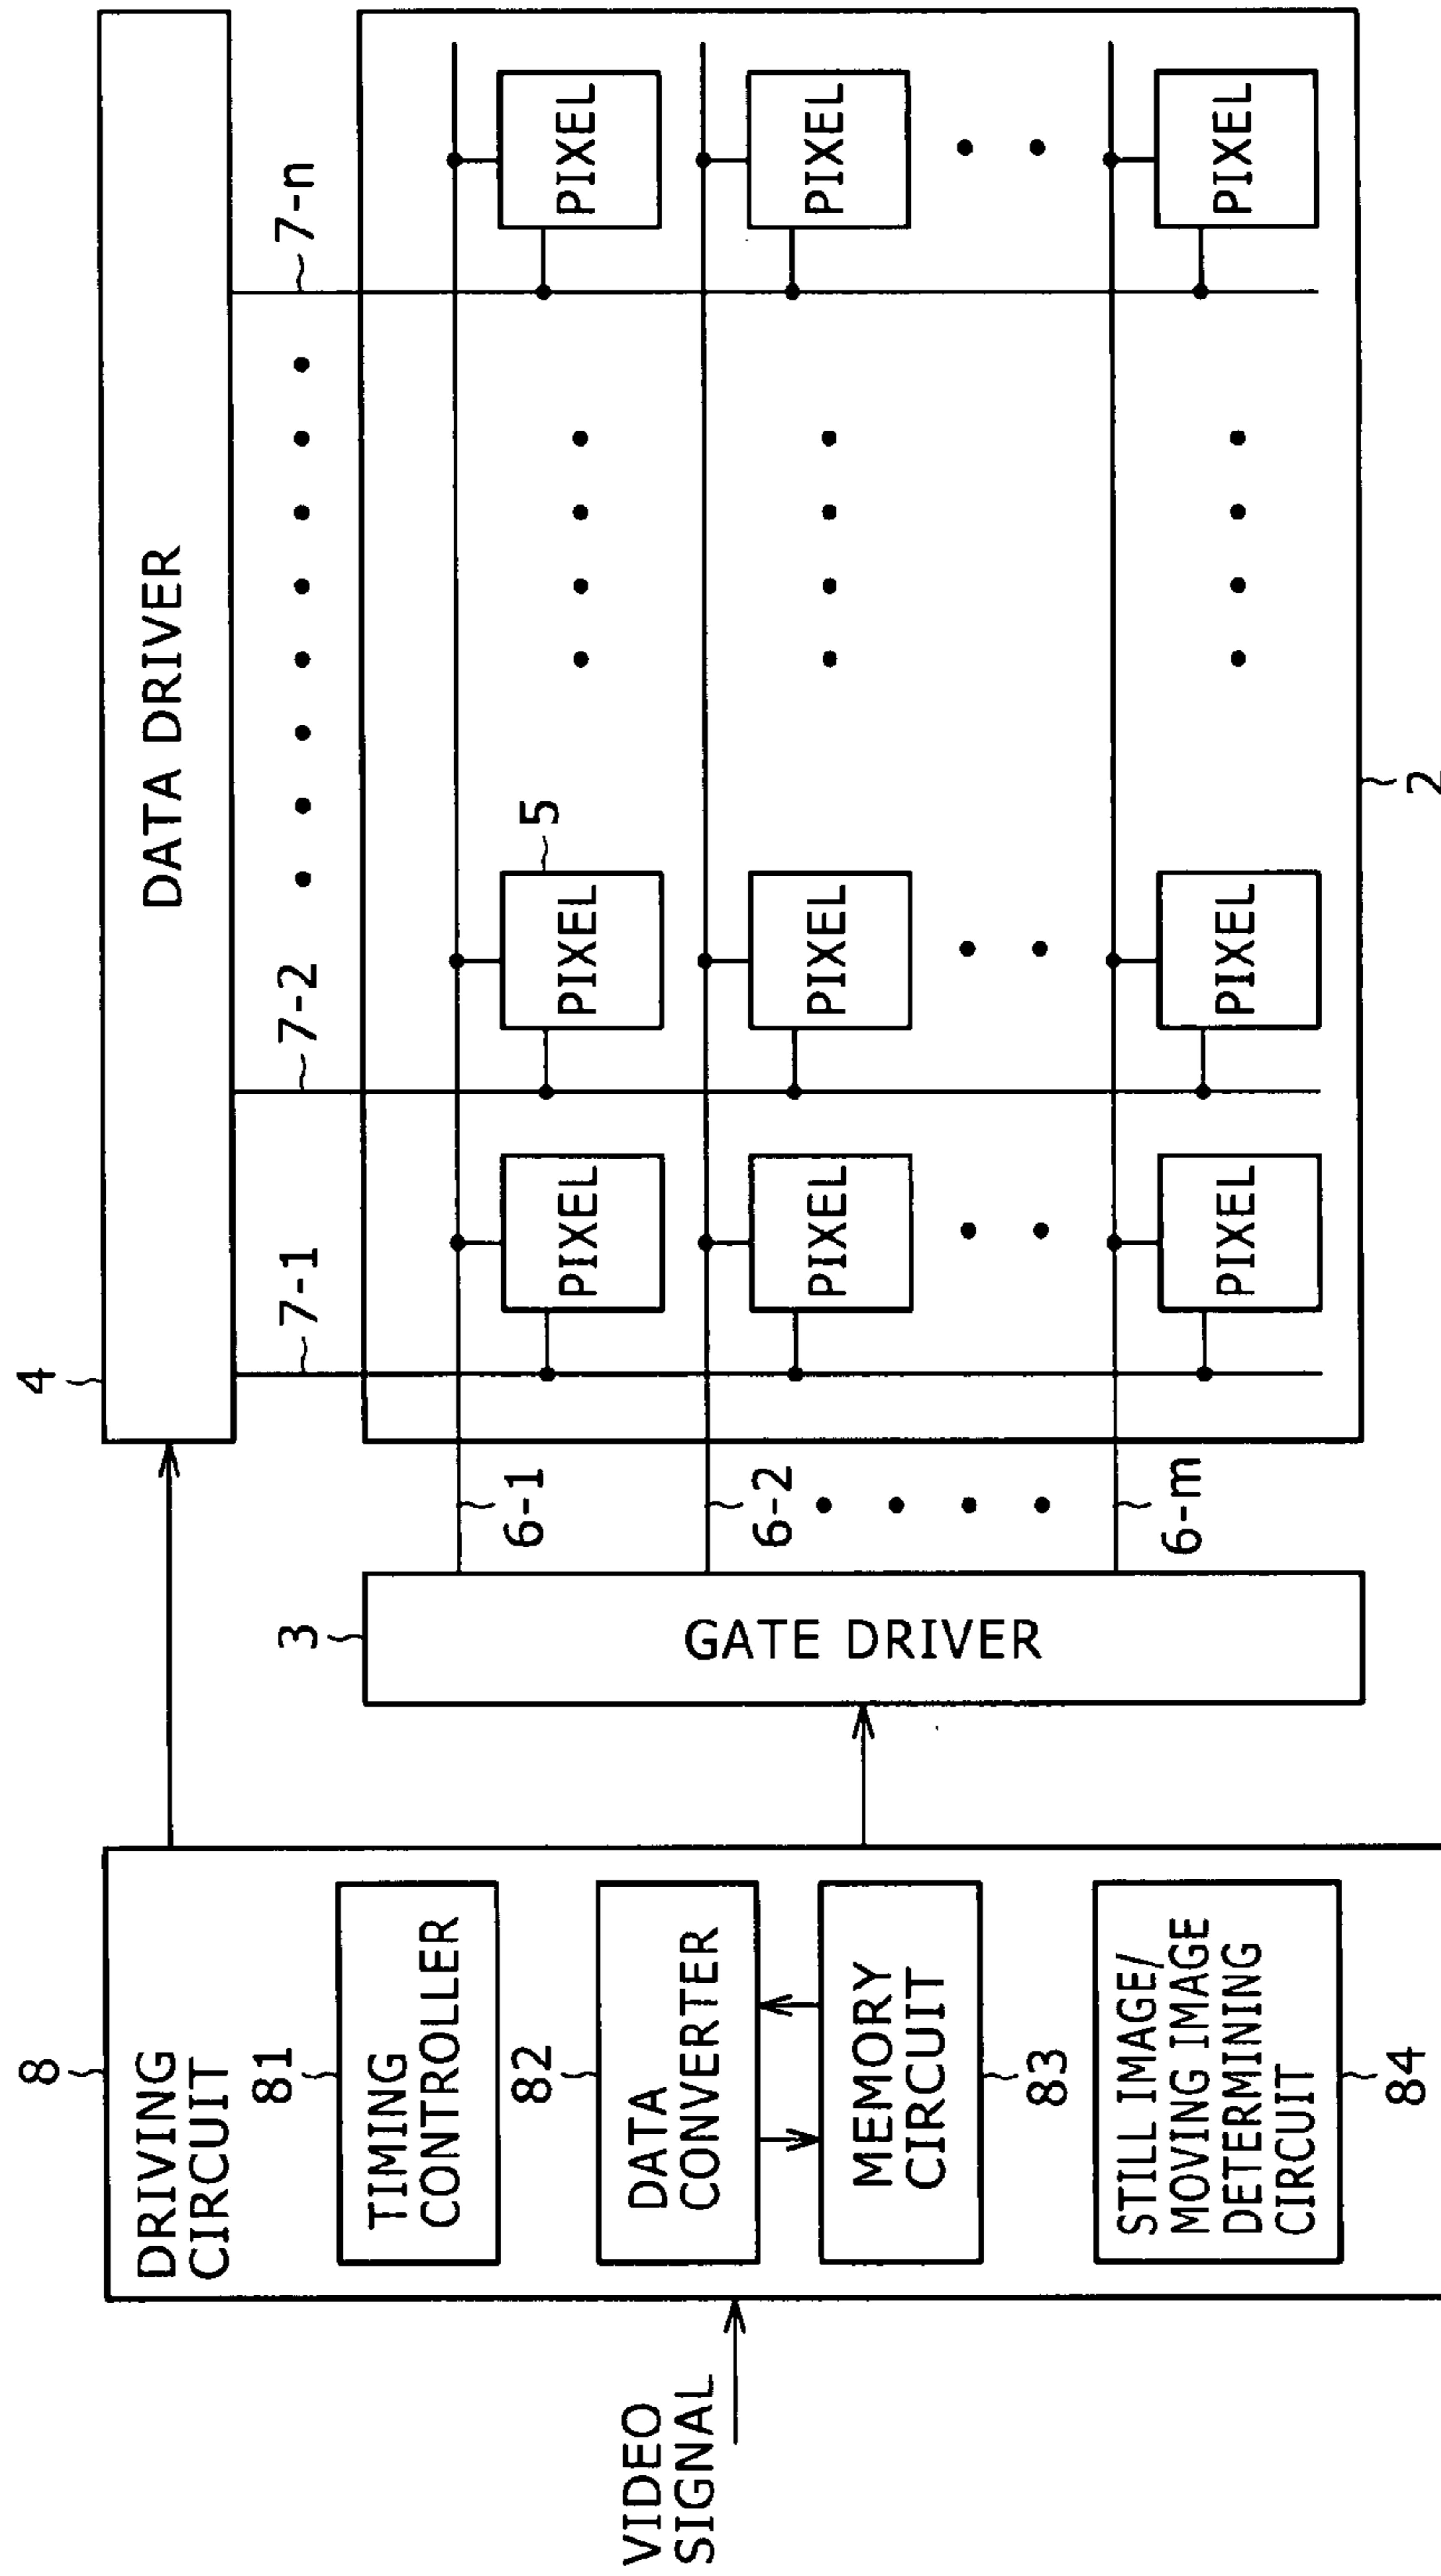 8
DRIVING
CIRCUIT
81
TIMING
CONTROLLER
82
DATA
CONVERTER
MEMORY
CIRCUIT
83
STILL IMAGE/
MOVING IMAGE
DETERMINING
CIRCUIT
84
VIDEO
SIGNAL
4
DATA DRIVER
7-1
7-2
7-n
3
GATE DRIVER
6-1
6-2
6-m
5
PIXEL
PIXEL
PIXEL
PIXEL
PIXEL
PIXEL
PIXEL
PIXEL
PIXEL
2